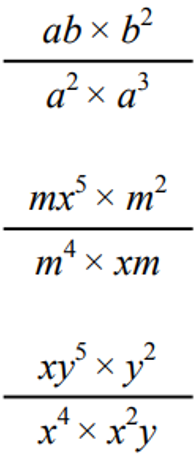 ab × b²
a² × a³
mx⁵ × m²
m⁴ × xm
xy⁵ × y²
x⁴ × x²y